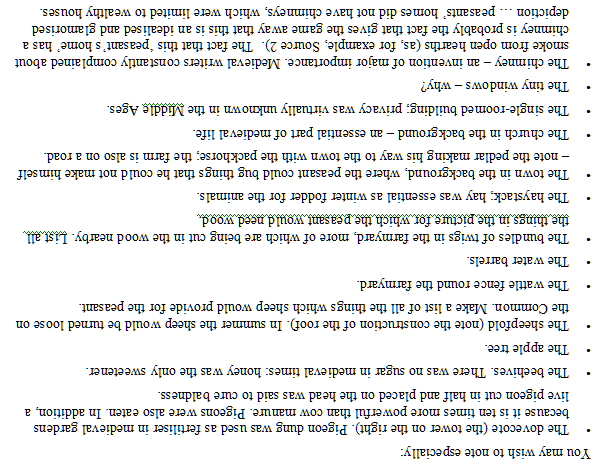 You may wish to note especially:
• The dovecote (the tower on the right). Pigeon dung was used as fertiliser in medieval gardens
because it is ten times more powerful than cow manure. Pigeons were also eaten. In addition, a
live pigeon cut in half and placed on the head was said to cure baldness.
• The beehives. There was no sugar in medieval times: honey was the only sweetener.
• The apple tree.
• The sheepfold (note the construction of the roof). In summer the sheep would be turned loose on
the Common. Make a list of all the things which sheep would provide for the peasant.
• The wattle fence round the farmyard.
• The water barrels.
• The bundles of twigs in the farmyard, more of which are being cut in the wood nearby. List all
the things in the picture for which the peasant would need wood.
• The haystack; hay was essential as winter fodder for the animals.
• The town in the background, where the peasant could bug things that he could not make himself
– note the pedlar making his way to the town with the packhorse; the farm is also on a road.
• The church in the background – an essential part of medieval life.
• The single-roomed building; privacy was virtually unknown in the Middle Ages.
• The tiny windows – why?
• The chimney – an invention of major importance. Medieval writers constantly complained about
smoke from open hearths (as, for example, Source 2). The fact that this 'peasant's home' has a
chimney is probably the fact that gives the game away that this is an idealised and glamorised
depiction ... peasants' homes did not have chimneys, which were limited to wealthy houses.